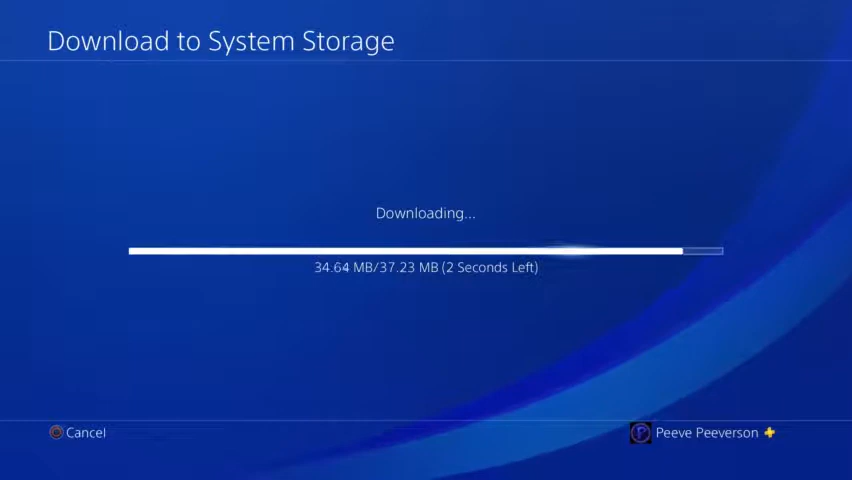 Download to System Storage
Downloading...
34.64 MB/37.23 MB (2 Seconds Left)
Cancel
P
Peeve Peeverson